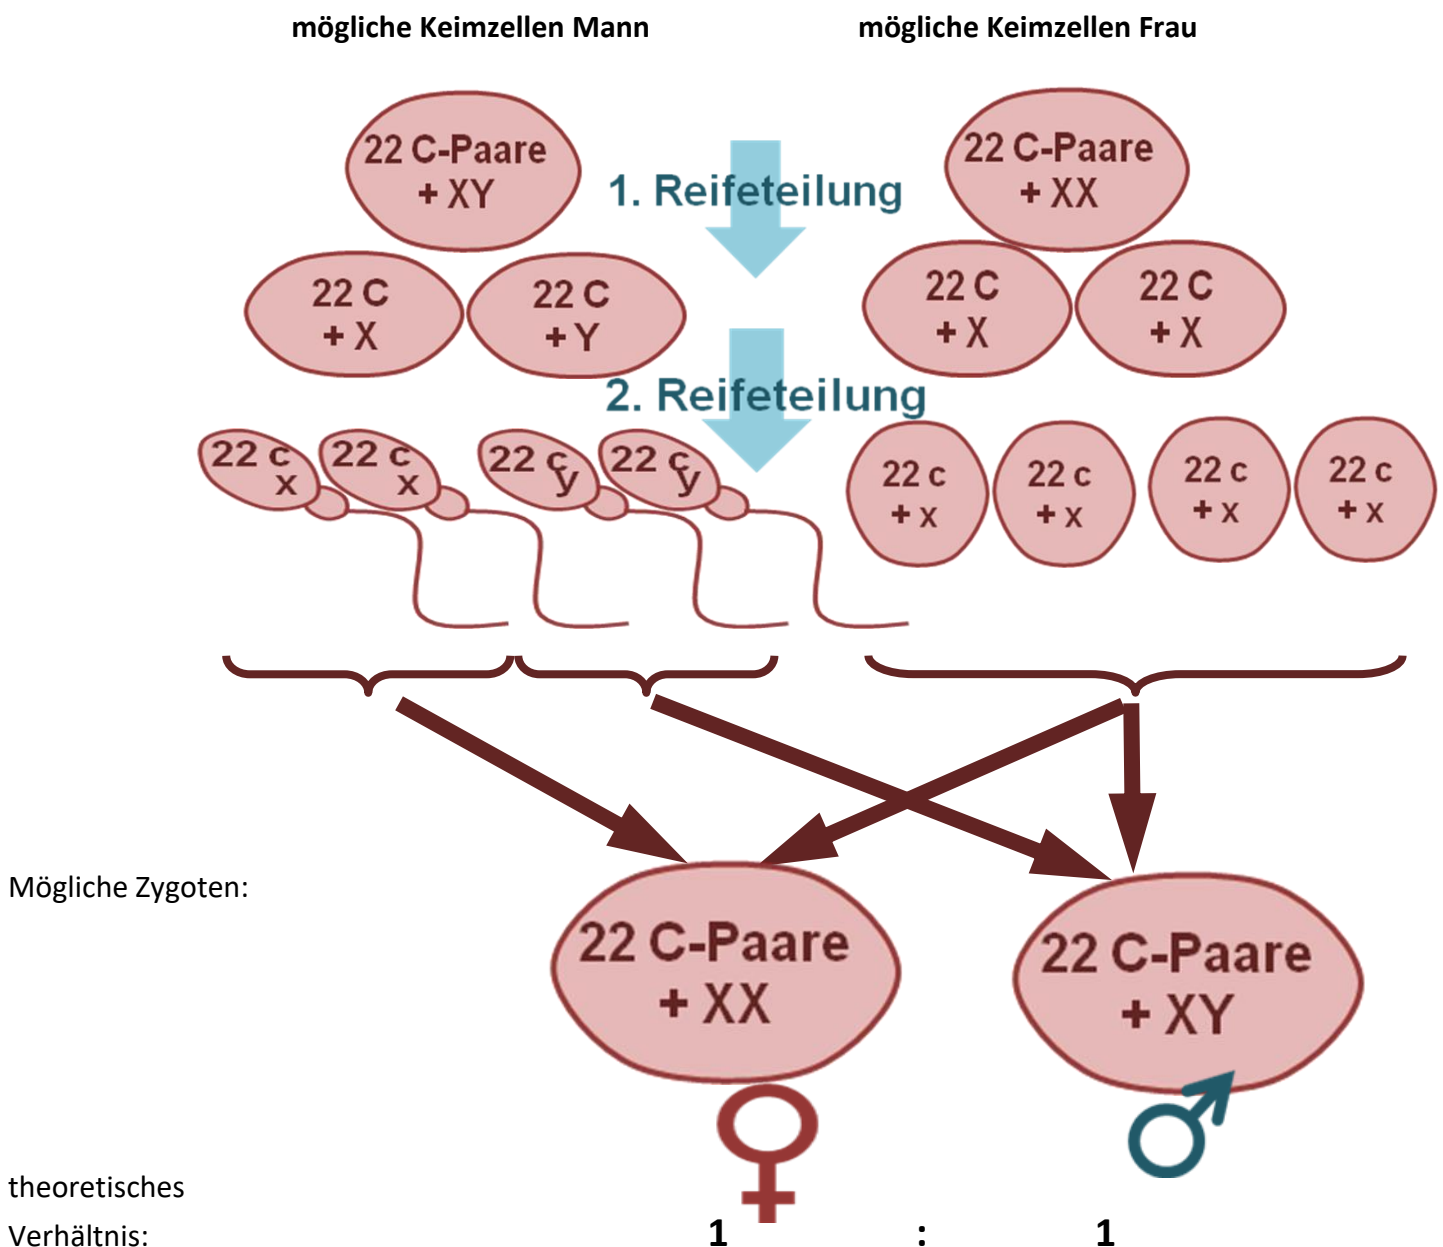 mögliche Keimzellen Mann
mögliche Keimzellen Frau
22 C-Paare
+ XY
1. Reifeteilung
22 C-Paare
+ XX
22 C
+ X
22 C
+ Y
22 C
+ X
22 C
+ X
2. Reifeteilung
22 c
x
22 c
x
22 c
y
22 c
y
22 c
+ x
22 c
+ x
22 c
+ x
22 c
+ x
Mögliche Zygoten:
22 C-Paare
+ XX
22 C-Paare
+ XY
theoretisches
Verhältnis:
1 : 1